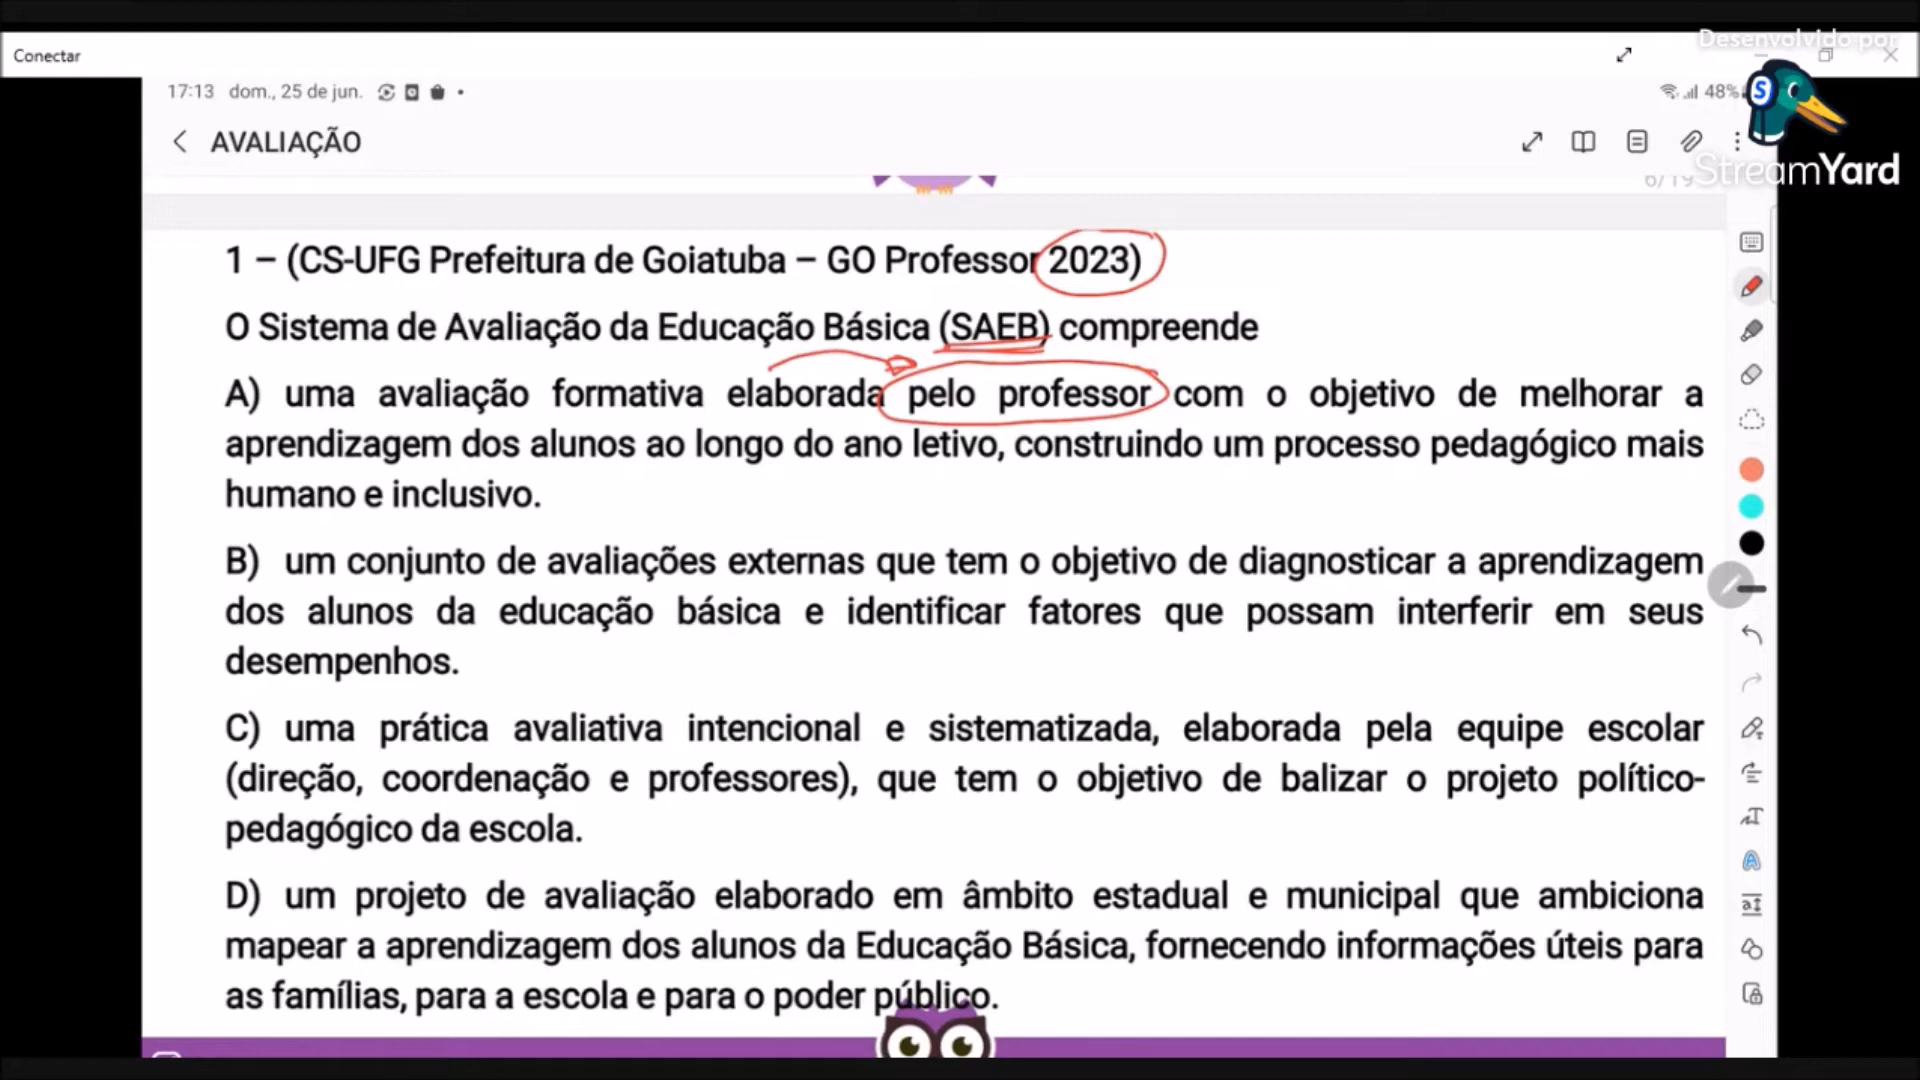 Desenvolvido por
Conectar
17:13 dom., 25 de jun.
48%
AVALIAÇÃO
StreamYard
6/19
1 – (CS-UFG Prefeitura de Goiatuba – GO Professor 2023)
O Sistema de Avaliação da Educação Básica (SAEB) compreende
A) uma avaliação formativa elaborada pelo professor com o objetivo de melhorar a
aprendizagem dos alunos ao longo do ano letivo, construindo um processo pedagógico mais
humano e inclusivo.
B) um conjunto de avaliações externas que tem o objetivo de diagnosticar a aprendizagem
dos alunos da educação básica e identificar fatores que possam interferir em seus
desempenhos.
C) uma prática avaliativa intencional e sistematizada, elaborada pela equipe escolar
(direção, coordenação e professores), que tem o objetivo de balizar o projeto político-
pedagógico da escola.
D) um projeto de avaliação elaborado em âmbito estadual e municipal que ambiciona
mapear a aprendizagem dos alunos da Educação Básica, fornecendo informações úteis para
as famílias, para a escola e para o poder público.